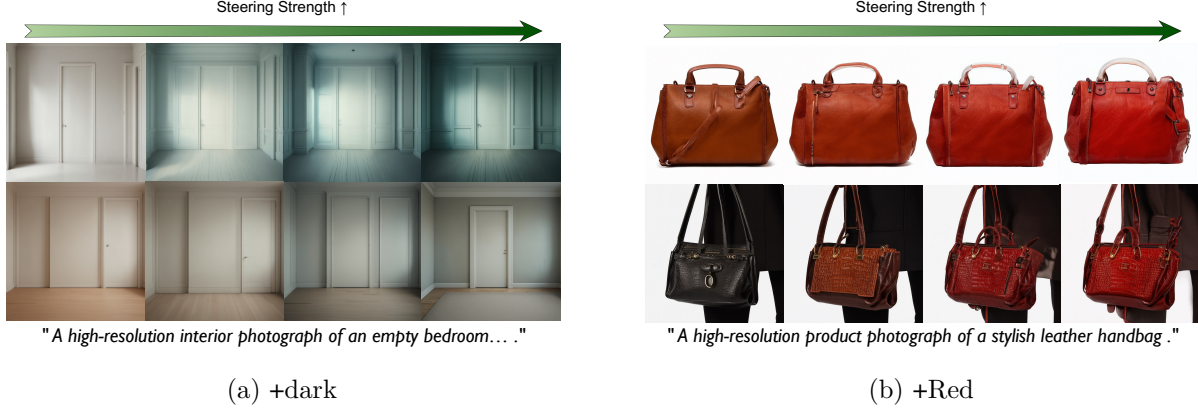 Steering Strength ↑
Steering Strength ↑
" A high-resolution interior photograph of an empty bedroom… ."
" A high-resolution product photograph of a stylish leather handbag ."
(a) +dark
(b) +Red